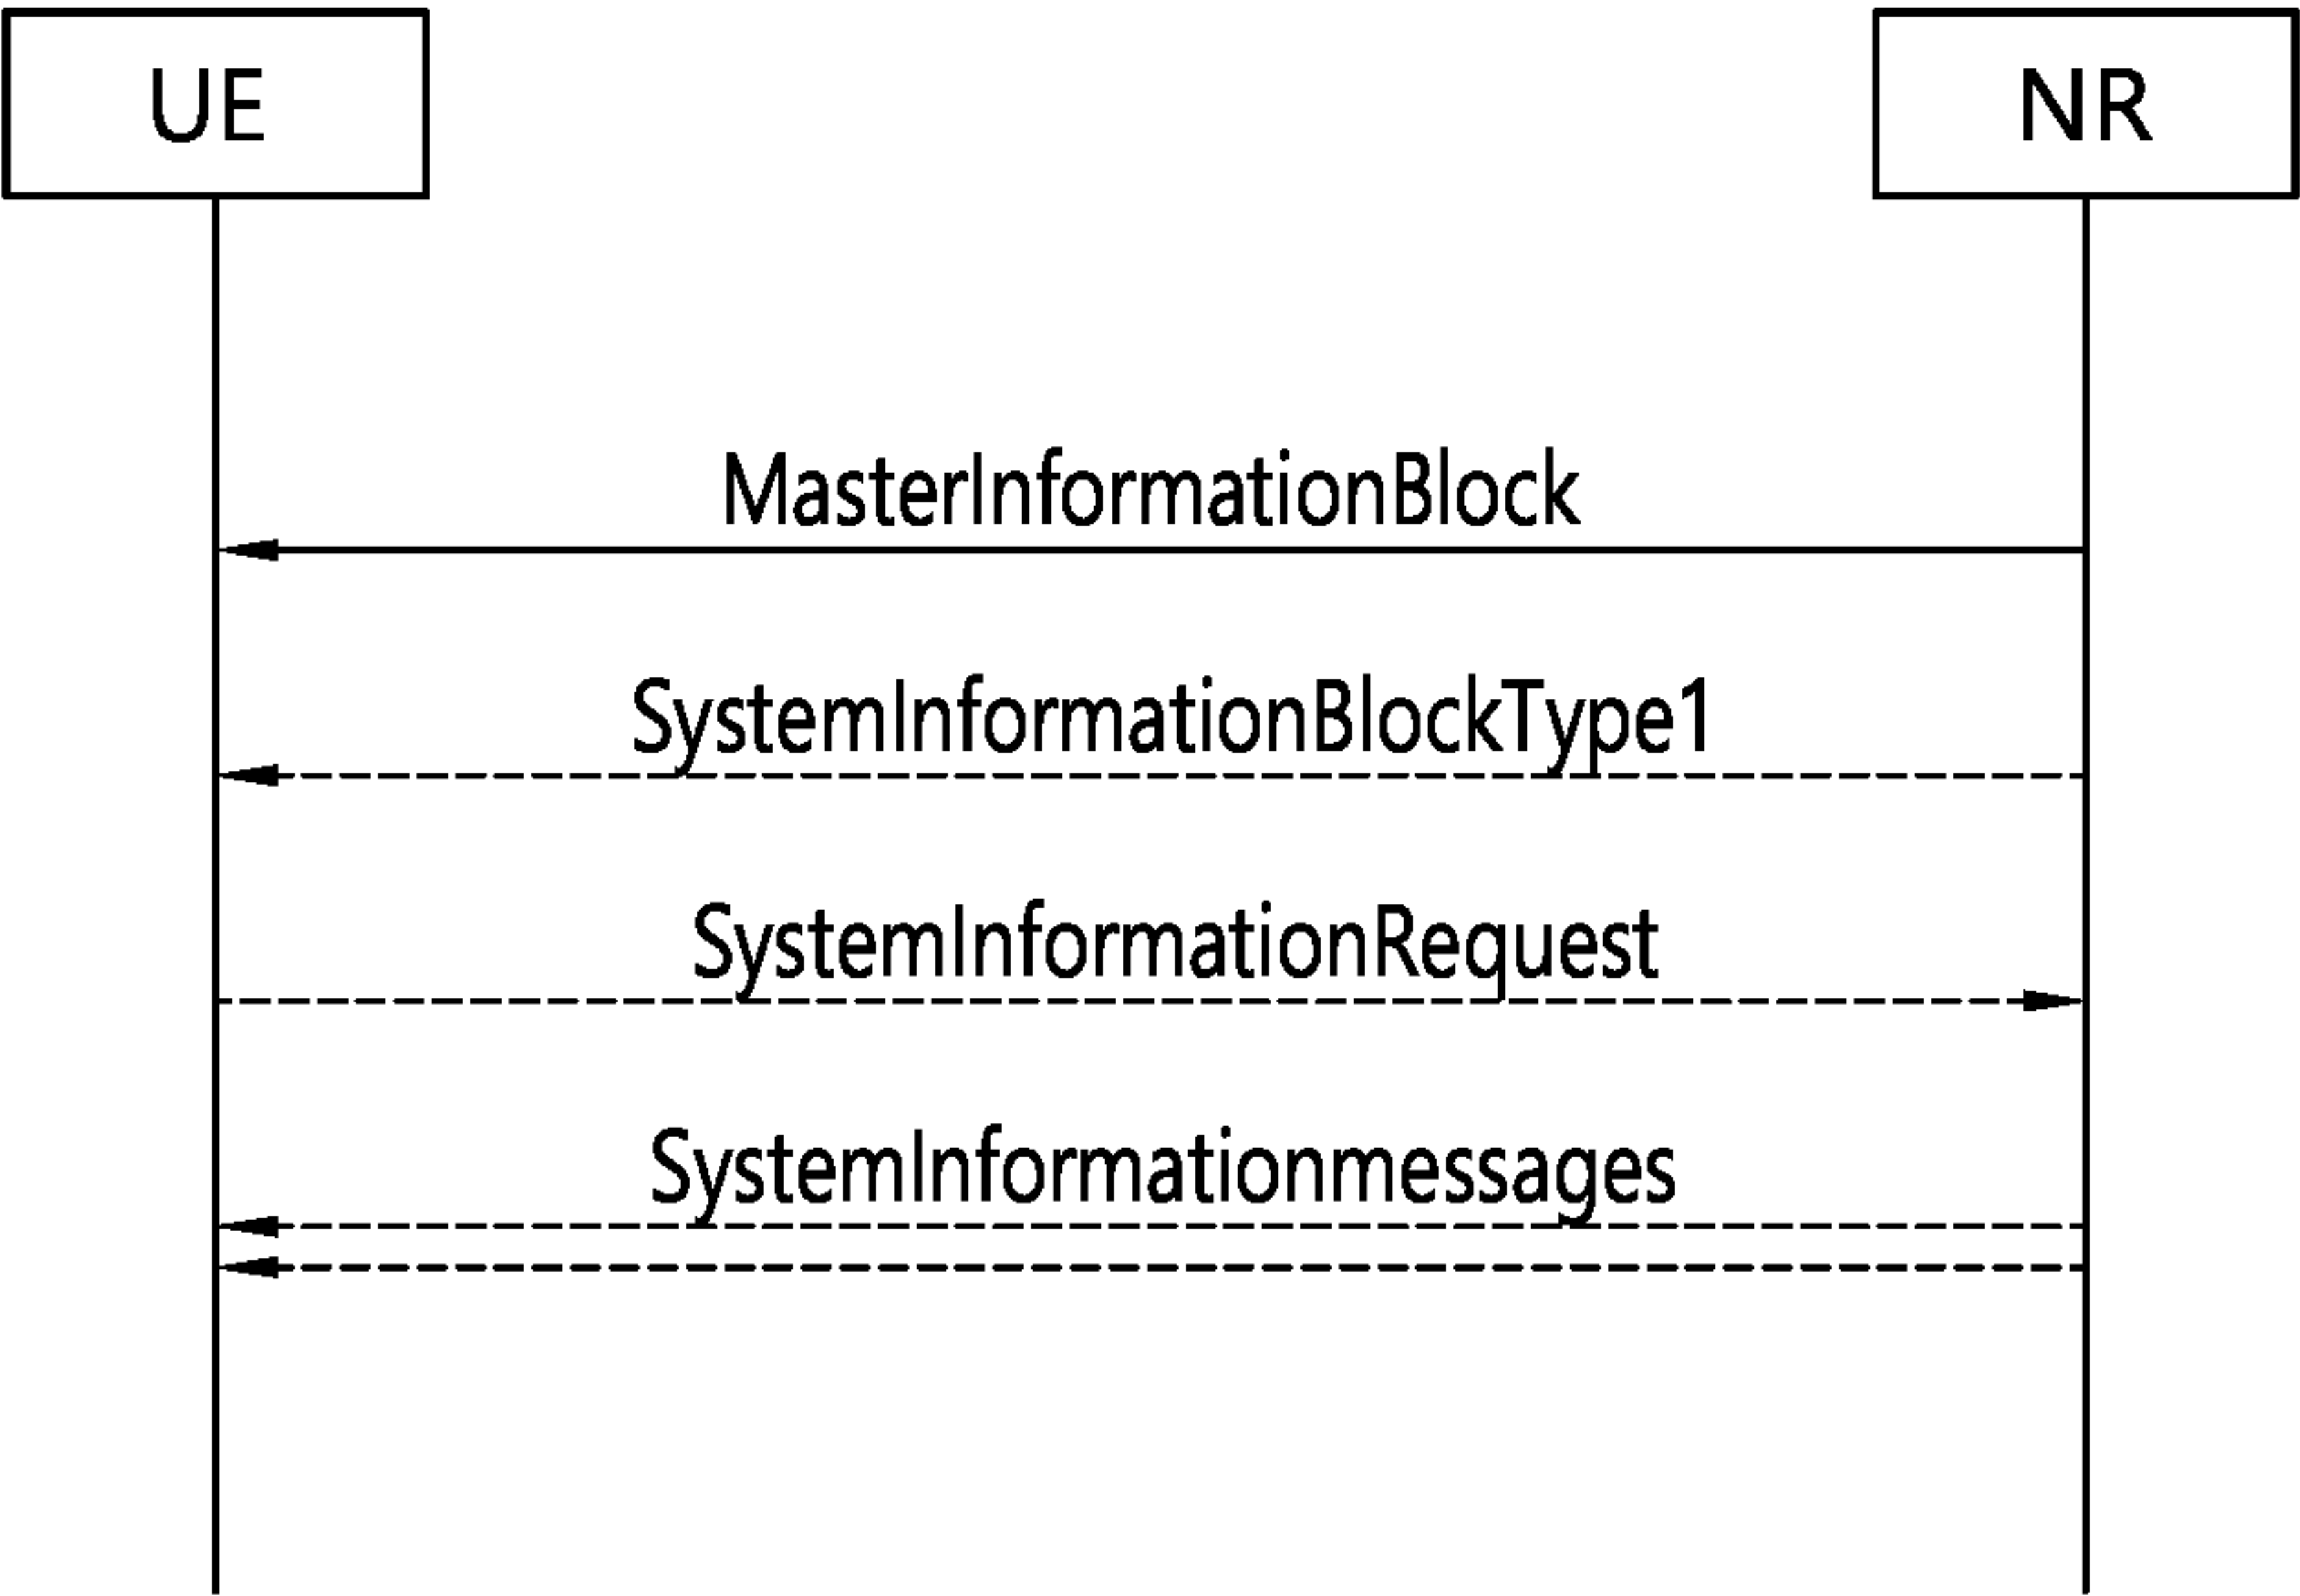 UE
NR
MasterInformationBlock
SystemInformationBlockType1
SystemInformationRequest
SystemInformationmessages